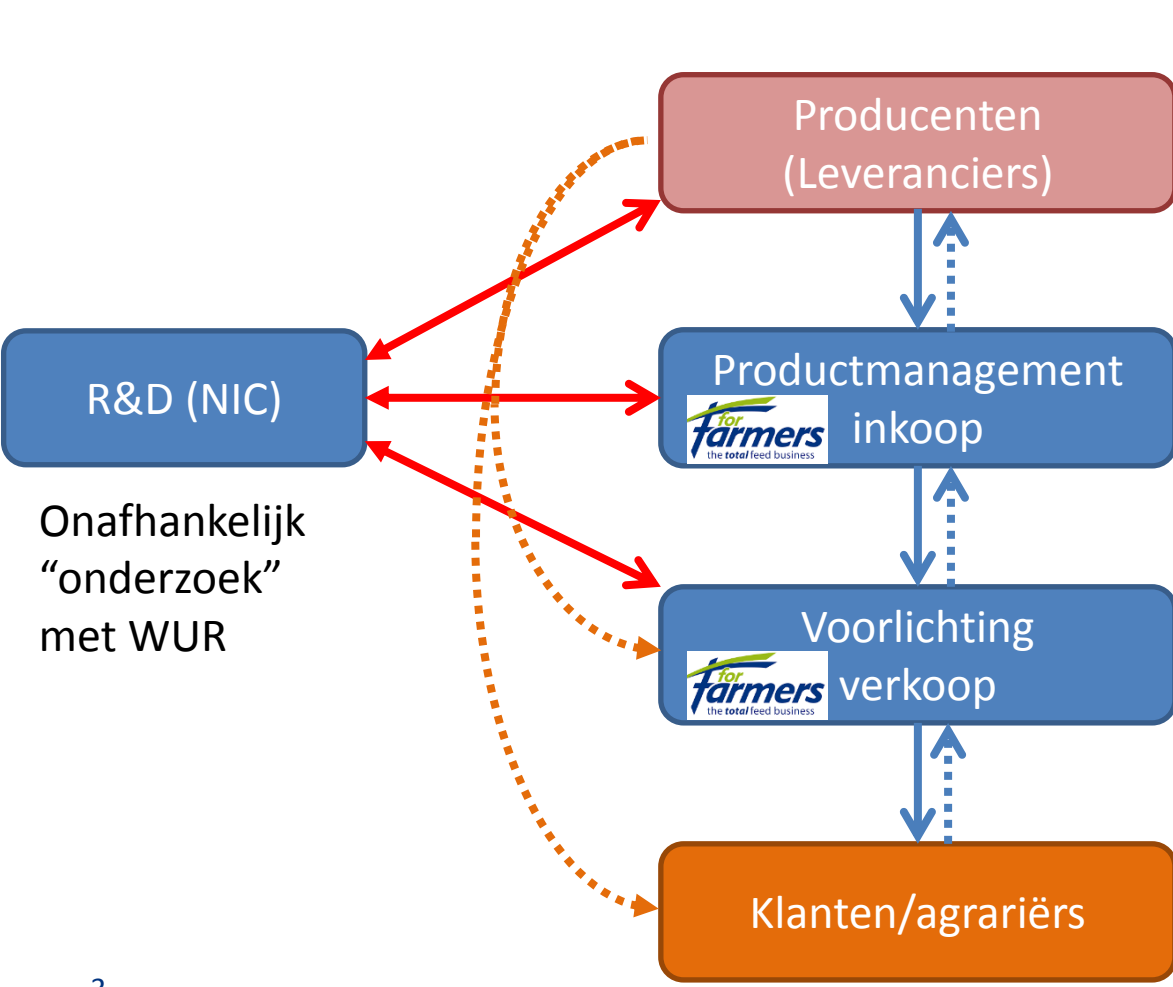 Producenten
(Leveranciers)
R&D (NIC)
Productmanagement
inkoop
for
farmers
the total feed business
Onafhankelijk
“onderzoek”
met WUR
Voorlichting
verkoop
for
farmers
the total feed business
Klanten/agrariërs